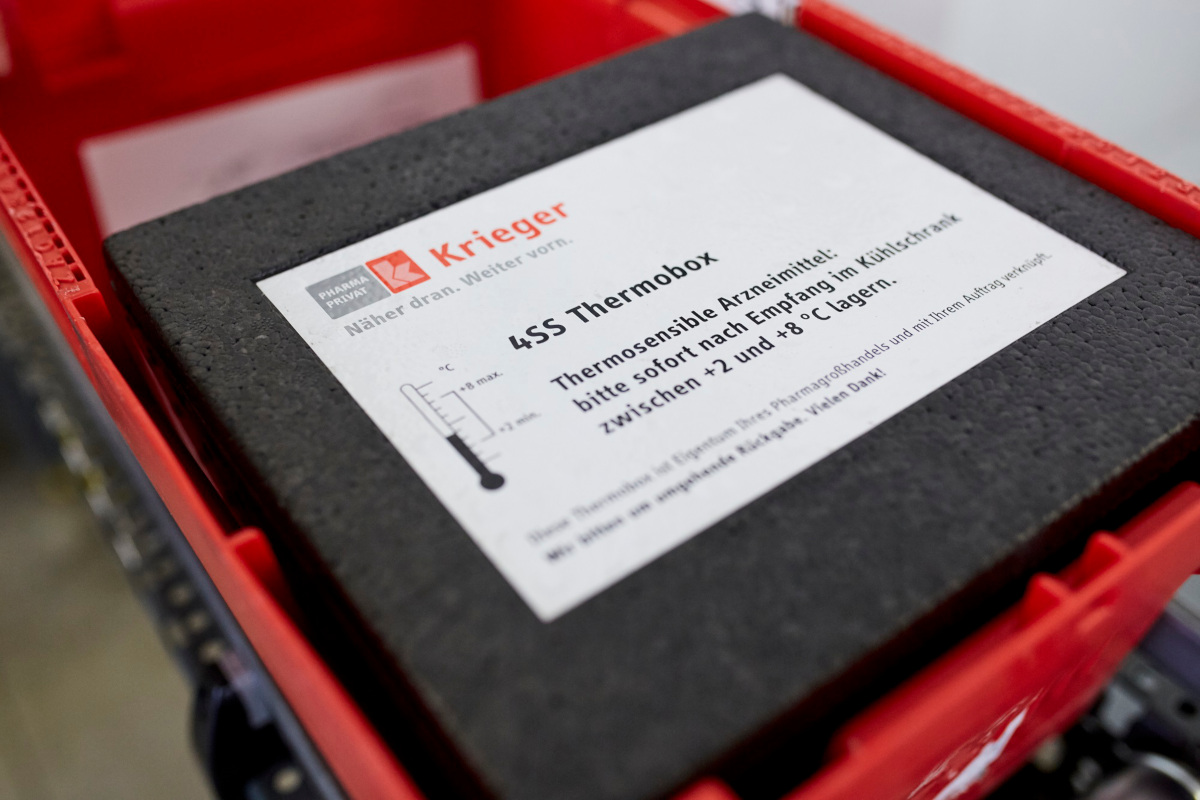 PHARMA
PRIVAT
Krieger
Näher dran. Weiter vorn.
4SS Thermobox
Thermosensible Arzneimittel:
bitte sofort nach Empfang im Kühlschrank
zwischen +2 und +8 °C lagern.
°C
+8 max.
+2 min.
Diese Thermobox ist Eigentum Ihres Pharmagroßhandels und mit Ihrem Auftrag verknüpft.
Wir bitten um umgehende Rückgabe. Vielen Dank!